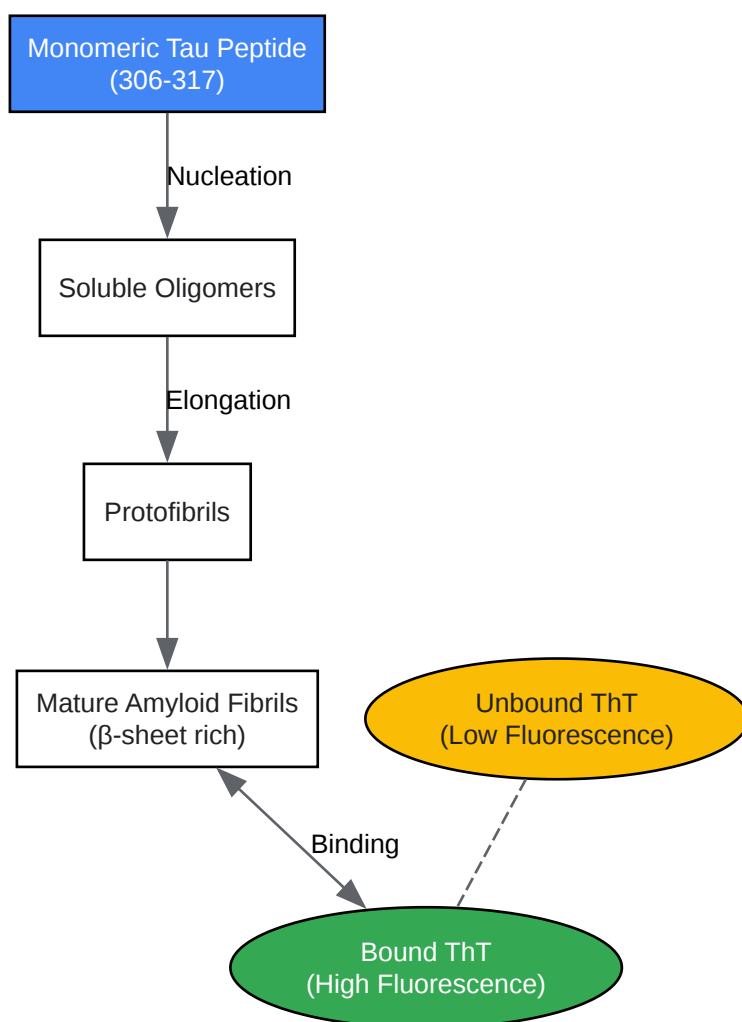 Monomeric Tau Peptide
(306-317)
Nucleation
Soluble Oligomers
Elongation
Protofibrils
Mature Amyloid Fibrils
(β-sheet rich)
Unbound ThT
(Low Fluorescence)
Binding
Bound ThT
(High Fluorescence)